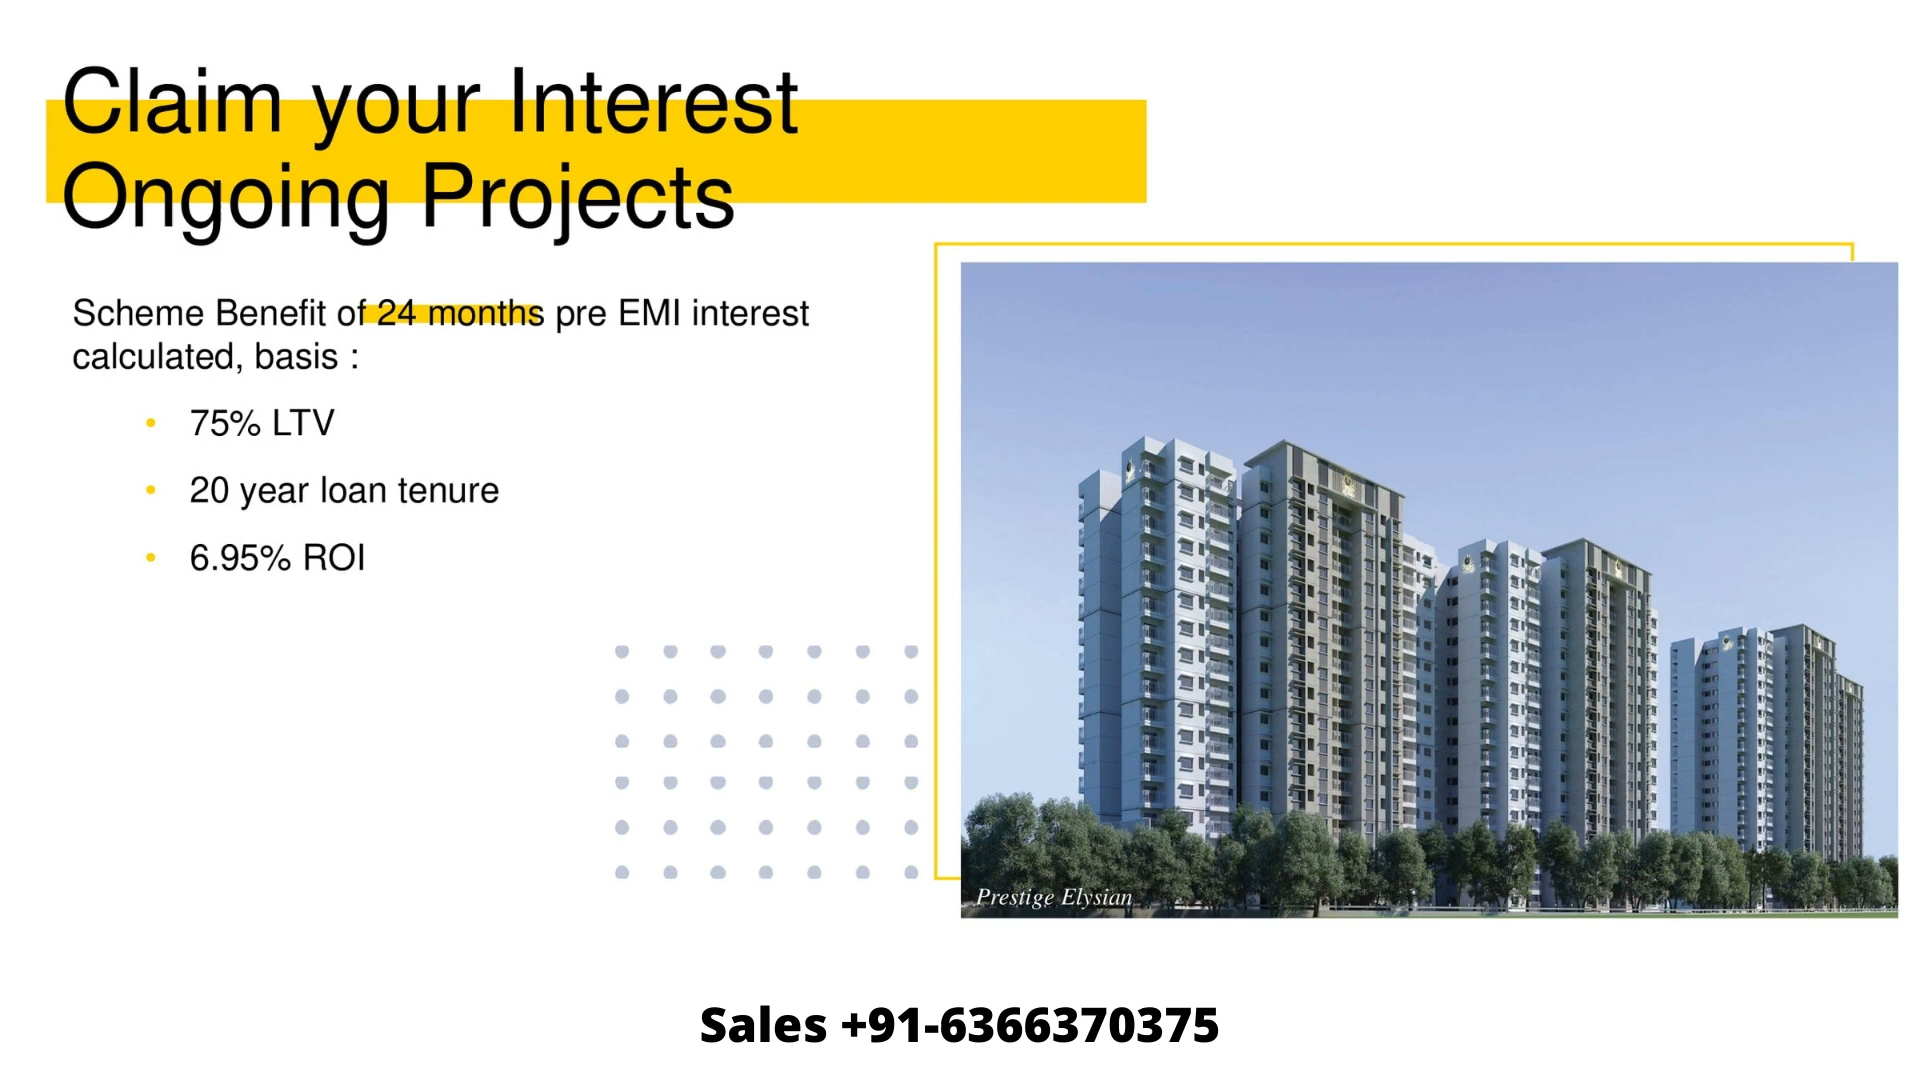 Claim your Interest
Ongoing Projects
Scheme Benefit of 24 months pre EMI interest
calculated, basis :
• 75% LTV
• 20 year loan tenure
• 6.95% ROI
Prestige Elysian
Sales +91-6366370375